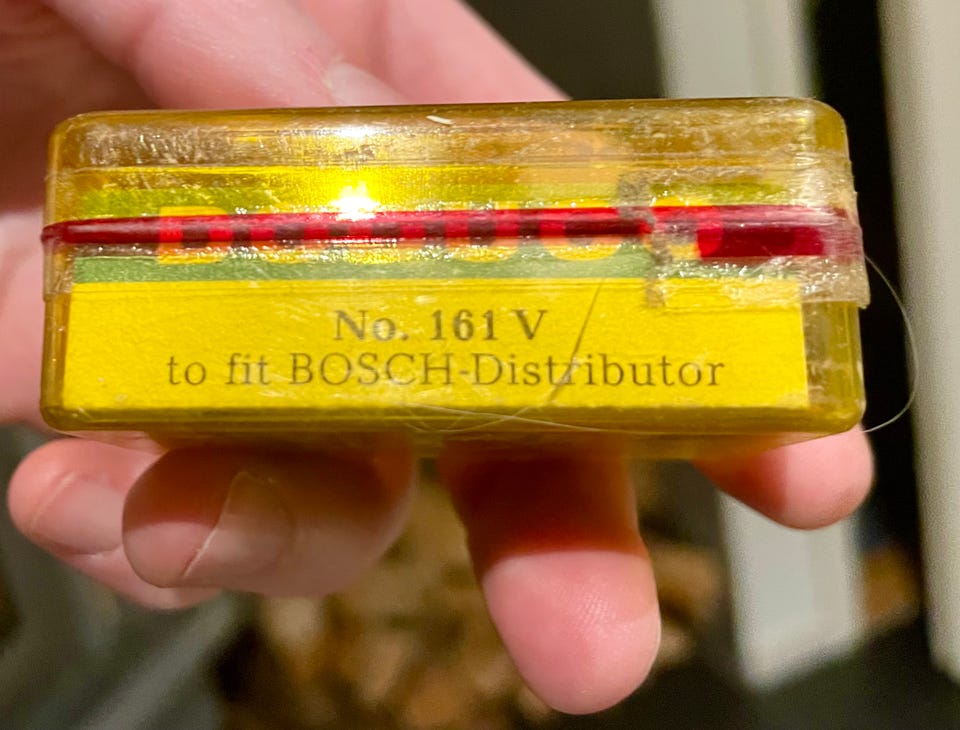 No. 161 V
to fit BOSCH-Distributor